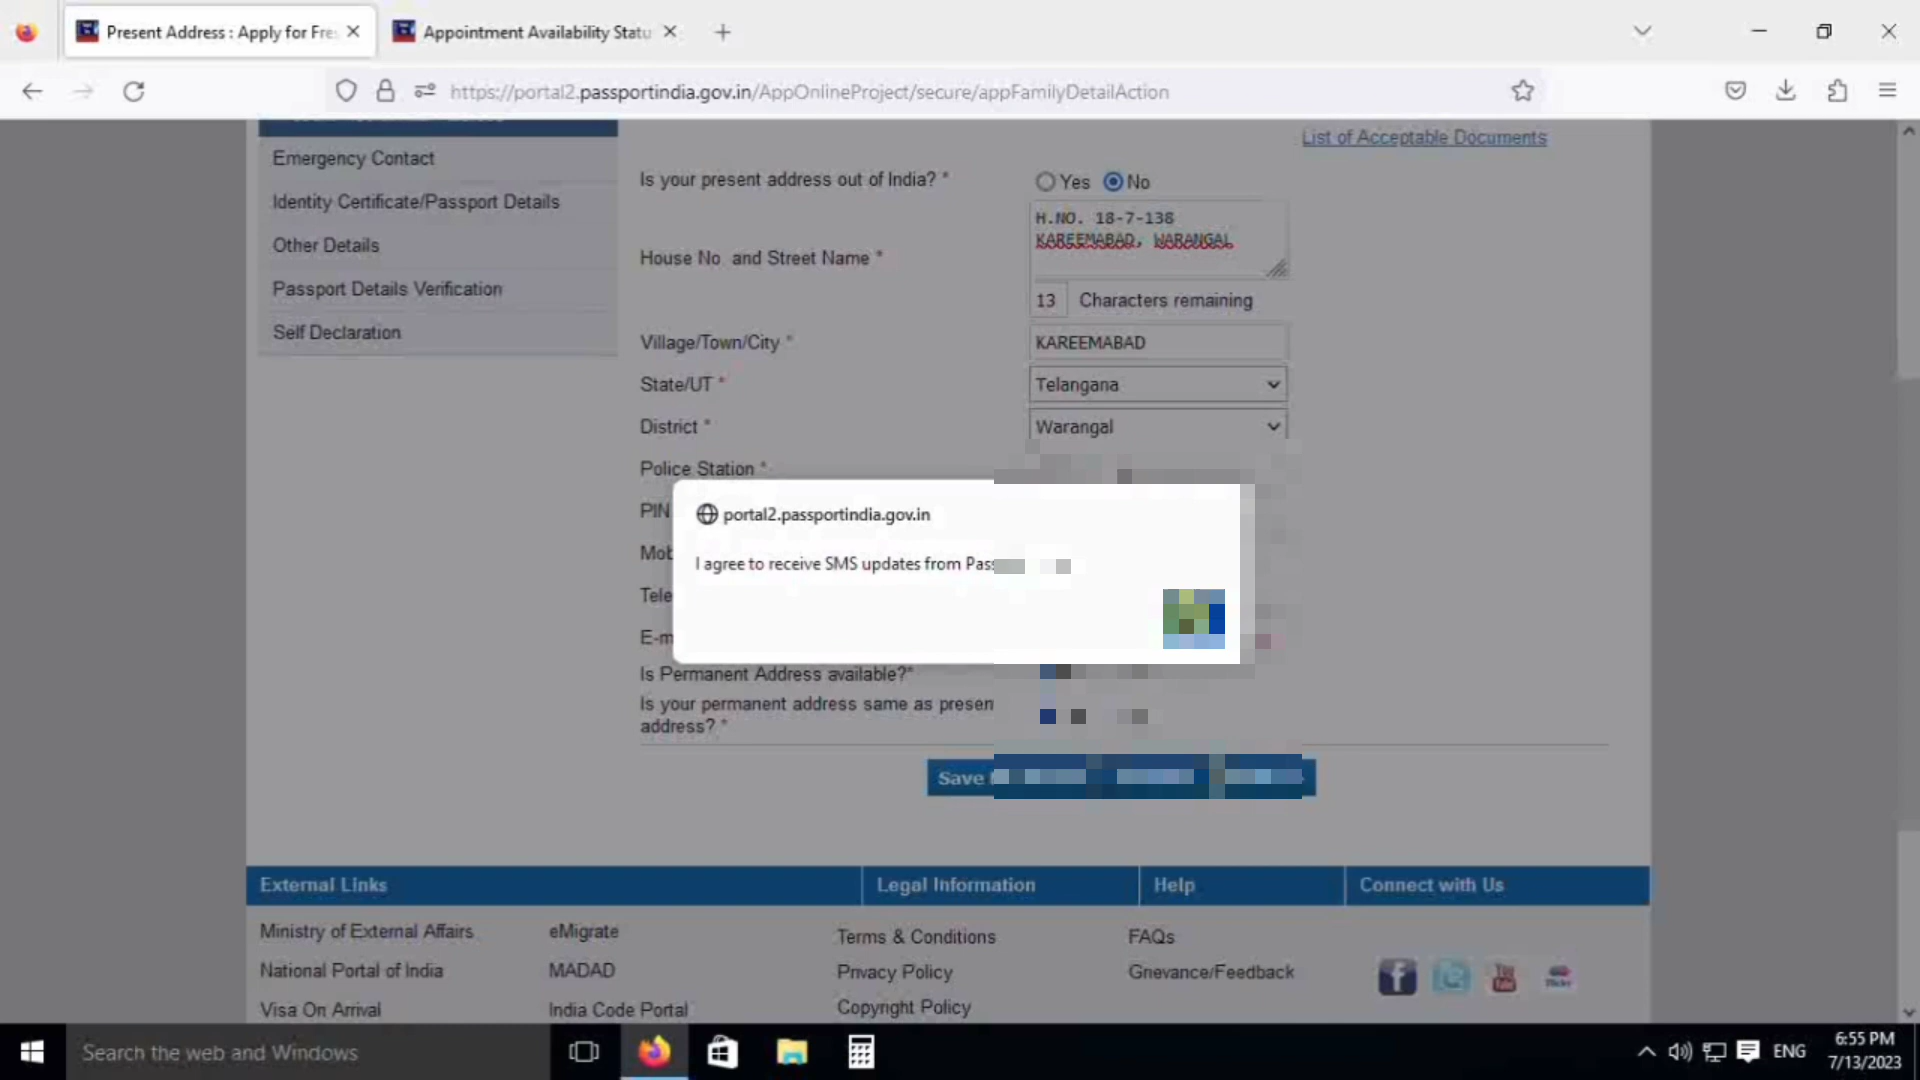 Present Address : Apply for Fre
Appointment Availability Statu
https://portal2.passportindia.gov.in/AppOnlineProject/secure/appFamilyDetailAction
List of Acceptable Documents
Emergency Contact
Identity Certificate/Passport Details
Other Details
Passport Details Verification
Self Declaration
Is your present address out of India? *
Yes No
House No. and Street Name *
H.NO. 18-7-138
KAREEMABAD, WARANGAL
13 Characters remaining
Village/Town/City * KAREEMABAD
State/UT * Telangana
District * Warangal
Police Station *
PIN
portal2.passportindia.gov.in
Mob
I agree to receive SMS updates from Pass
Tele
E-m
Is Permanent Address available?*
Is your permanent address same as presen
address? *
Save
External Links
Legal Information
Help
Connect with Us
Ministry of External Affairs
eMigrate
Terms & Conditions
FAQs
National Portal of India
MADAD
Privacy Policy
Grievance/Feedback
Visa On Arrival
India Code Portal
Copyright Policy
Search the web and Windows
ENG
6:55 PM
7/13/2023